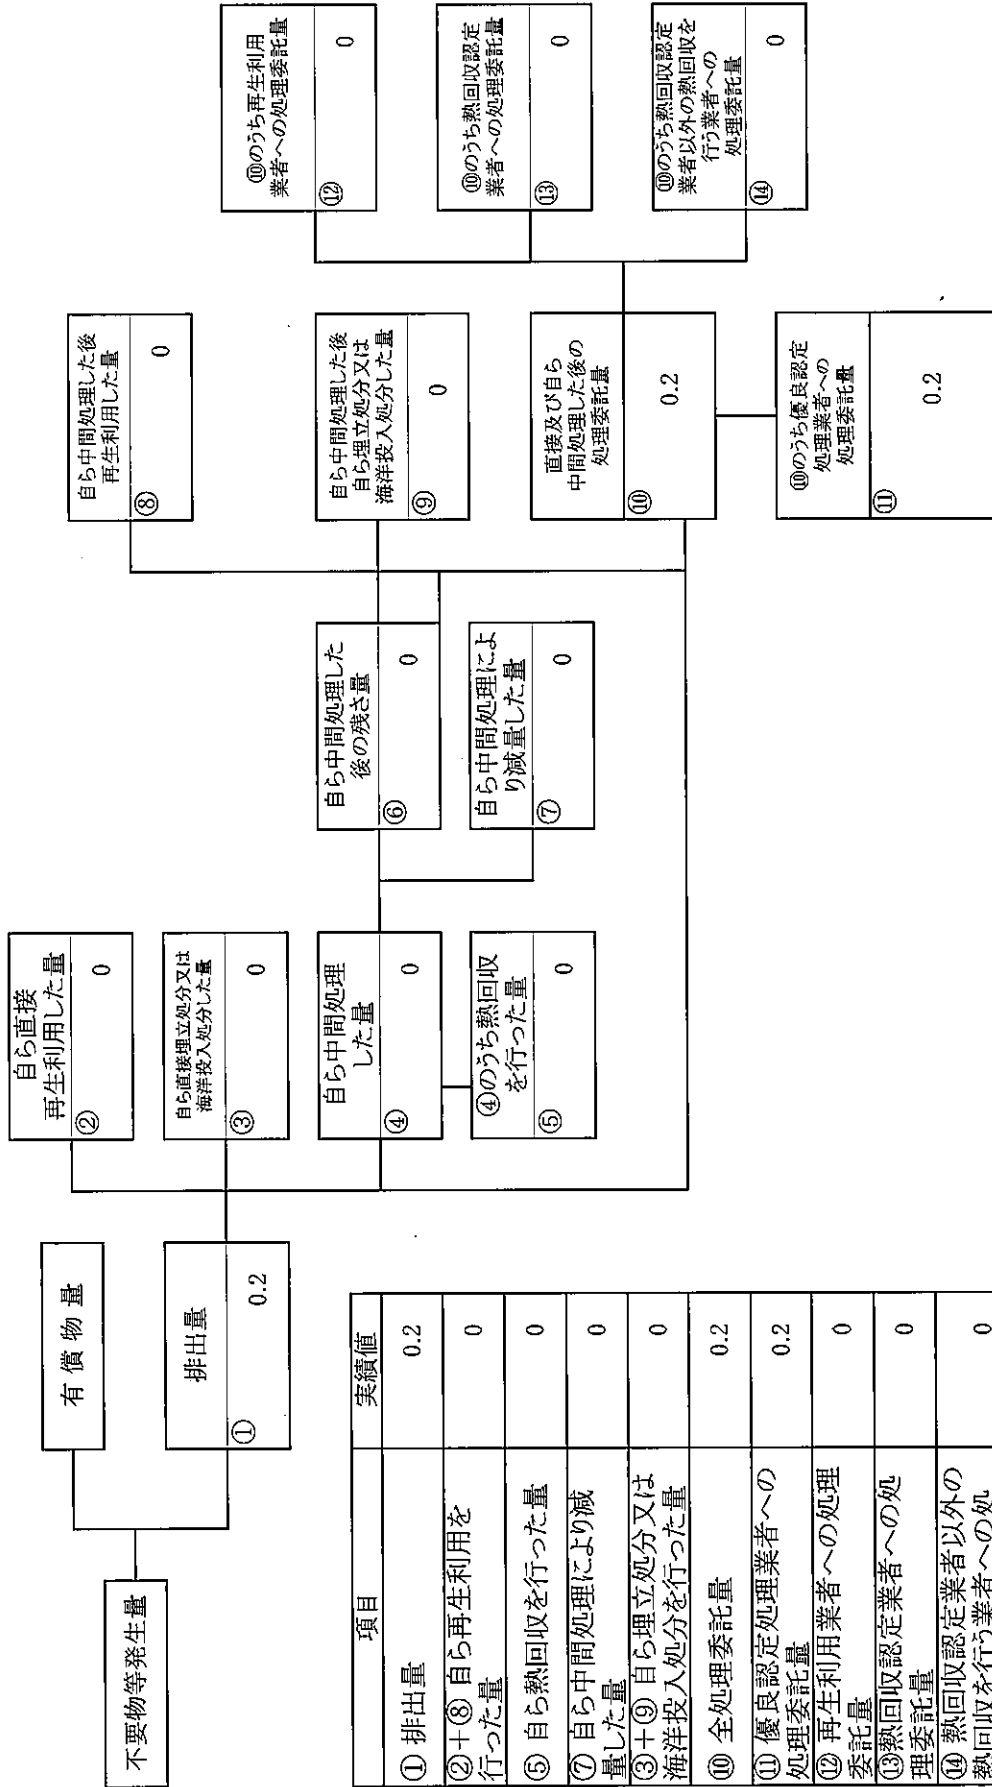 不要物等発生量
有償物量
排出量
①
0.2
自ら直接
再生利用した量
②
0
自ら直接埋立処分又は
海洋投入処分した量
③
0
自ら中間処理
した量
④
0
④のうち熱回収
を行った量
⑤
0
自ら中間処理した
後の残さ量
⑥
0
自ら中間処理によ
り減量した量
⑦
0
自ら中間処理した後
再生利用した量
⑧
0
自ら中間処理した後
自ら埋立処分又は
海洋投入処分した量
⑨
0
直接及び自ら
中間処理した後の
処理委託量
⑩
0.2
⑩のうち優良認定
処理業者への
処理委託量
⑪
0.2
⑩のうち再生利用
業者への処理委託量
⑫
0
⑩のうち熱回収認定
業者への処理委託量
⑬
0
⑩のうち熱回収認定
業者以外の熱回収を
行う業者への
処理委託量
⑭
0
項目 実績値
① 排出量 0.2
②+⑧ 自ら再生利用を
行った量 0
⑤ 自ら熱回収を行った量 0
⑦ 自ら中間処理により減
量した量 0
③+⑨ 自ら埋立処分又は
海洋投入処分を行った量 0
⑩ 全処理委託量 0.2
⑪ 優良認定処理業者への
処理委託量 0.2
⑫ 再生利用業者への処理
委託量 0
⑬熱回収認定業者への処
理委託量 0
⑭ 熱回収認定業者以外の
熱回収を行う業者への処 0